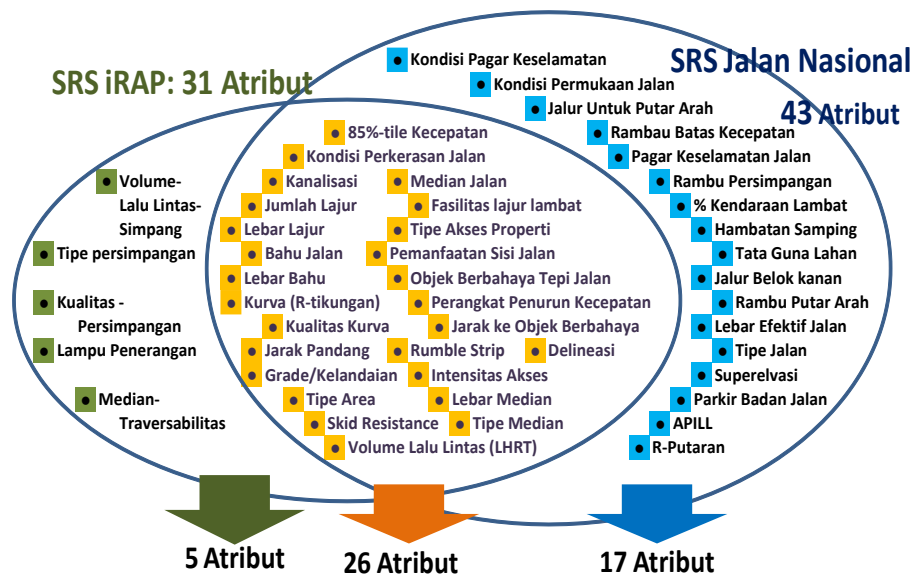 SRS iRAP: 31 Atribut
SRS Jalan Nasional
43 Atribut
Volume-
Lalu Lintas-
Simpang
Tipe persimpangan
Kualitas -
Persimpangan
Lampu Penerangan
Median-
Traversabilitas
85%-tile Kecepatan
Kondisi Perkerasan Jalan
Kanalisasi
Jumlah Lajur
Lebar Lajur
Bahu Jalan
Lebar Bahu
Kurva (R-tikungan)
Kualitas Kurva
Jarak Pandang
Grade/Kelandaian
Tipe Area
Skid Resistance
Volume Lalu Lintas (LHRT)
Median Jalan
Fasilitas lajur lambat
Tipe Akses Properti
Pemanfaatan Sisi Jalan
Objek Berbahaya Tepi Jalan
Perangkat Penurun Kecepatan
Jarak ke Objek Berbahaya
Rumble Strip
Delineasi
Intensitas Akses
Lebar Median
Tipe Median
Kondisi Pagar Keselamatan
Kondisi Permukaan Jalan
Jalur Untuk Putar Arah
Rambau Batas Kecepatan
Pagar Keselamatan Jalan
Rambu Persimpangan
% Kendaraan Lambat
Hambatan Samping
Tata Guna Lahan
Jalur Belok kanan
Rambu Putar Arah
Lebar Efektif Jalan
Tipe Jalan
Superelvasi
Parkir Badan Jalan
APILL
R-Putaran
5 Atribut
26 Atribut
17 Atribut